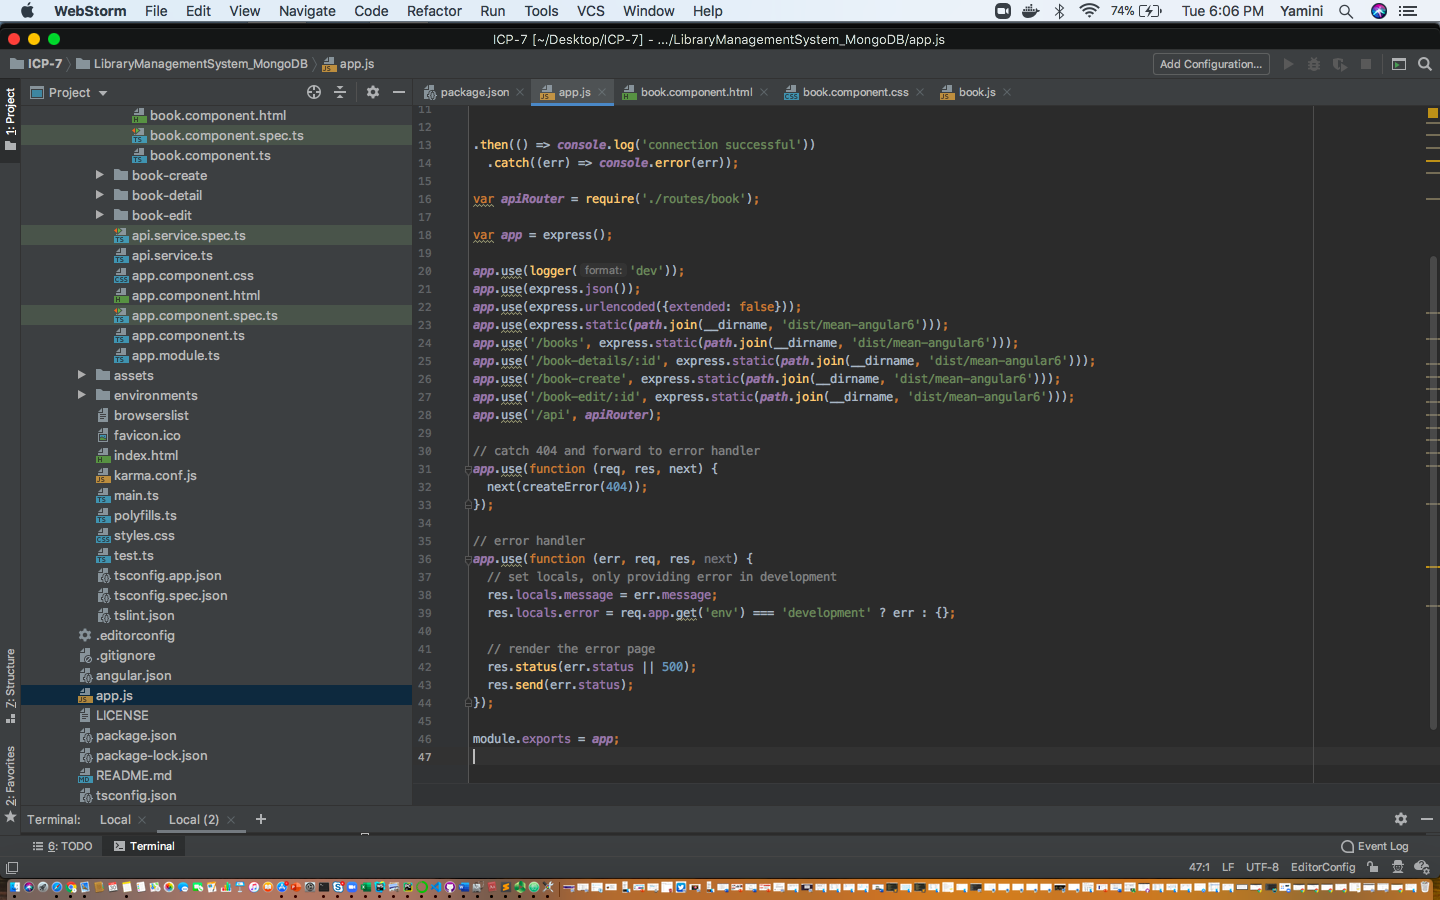 WebStorm File Edit View Navigate Code Refactor Run Tools VCS Window Help 74% Tue 6:06 PM Yamini
ICP-7 [~/Desktop/ICP-7] - .../LibraryManagementSystem_MongoDB/app.js
ICP-7 LibraryManagementSystem_MongoDB app.js Add Configuration...
Project
package.json app.js book.component.html book.component.css book.js
1: Project
Z: Structure
2: Favorites
book.component.html
book.component.spec.ts
book.component.ts
book-create
book-detail
book-edit
api.service.spec.ts
api.service.ts
app.component.css
app.component.html
app.component.spec.ts
app.component.ts
app.module.ts
assets
environments
browserslist
favicon.ico
index.html
karma.conf.js
main.ts
polyfills.ts
styles.css
test.ts
tsconfig.app.json
tsconfig.spec.json
tslint.json
.editorconfig
.gitignore
angular.json
app.js
LICENSE
package.json
package-lock.json
README.md
tsconfig.json
11
12
13 .then(() => console.log('connection successful'))
14 .catch((err) => console.error(err));
15
16 var apiRouter = require('./routes/book');
17
18 var app = express();
19
20 app.use(logger( format: 'dev'));
21 app.use(express.json());
22 app.use(express.urlencoded({extended: false}));
23 app.use(express.static(path.join(__dirname, 'dist/mean-angular6')));
24 app.use('/books', express.static(path.join(__dirname, 'dist/mean-angular6')));
25 app.use('/book-details/:id', express.static(path.join(__dirname, 'dist/mean-angular6')));
26 app.use('/book-create', express.static(path.join(__dirname, 'dist/mean-angular6')));
27 app.use('/book-edit/:id', express.static(path.join(__dirname, 'dist/mean-angular6')));
28 app.use('/api', apiRouter);
29
30 // catch 404 and forward to error handler
31 app.use(function (req, res, next) {
32 next(createError(404));
33 });
34
35 // error handler
36 app.use(function (err, req, res, next) {
37 // set locals, only providing error in development
38 res.locals.message = err.message;
39 res.locals.error = req.app.get('env') === 'development' ? err : {};
40
41 // render the error page
42 res.status(err.status || 500);
43 res.send(err.status);
44 });
45
46 module.exports = app;
47
Terminal: Local Local (2) +
6: TODO Terminal Event Log
47:1 LF UTF-8 EditorConfig